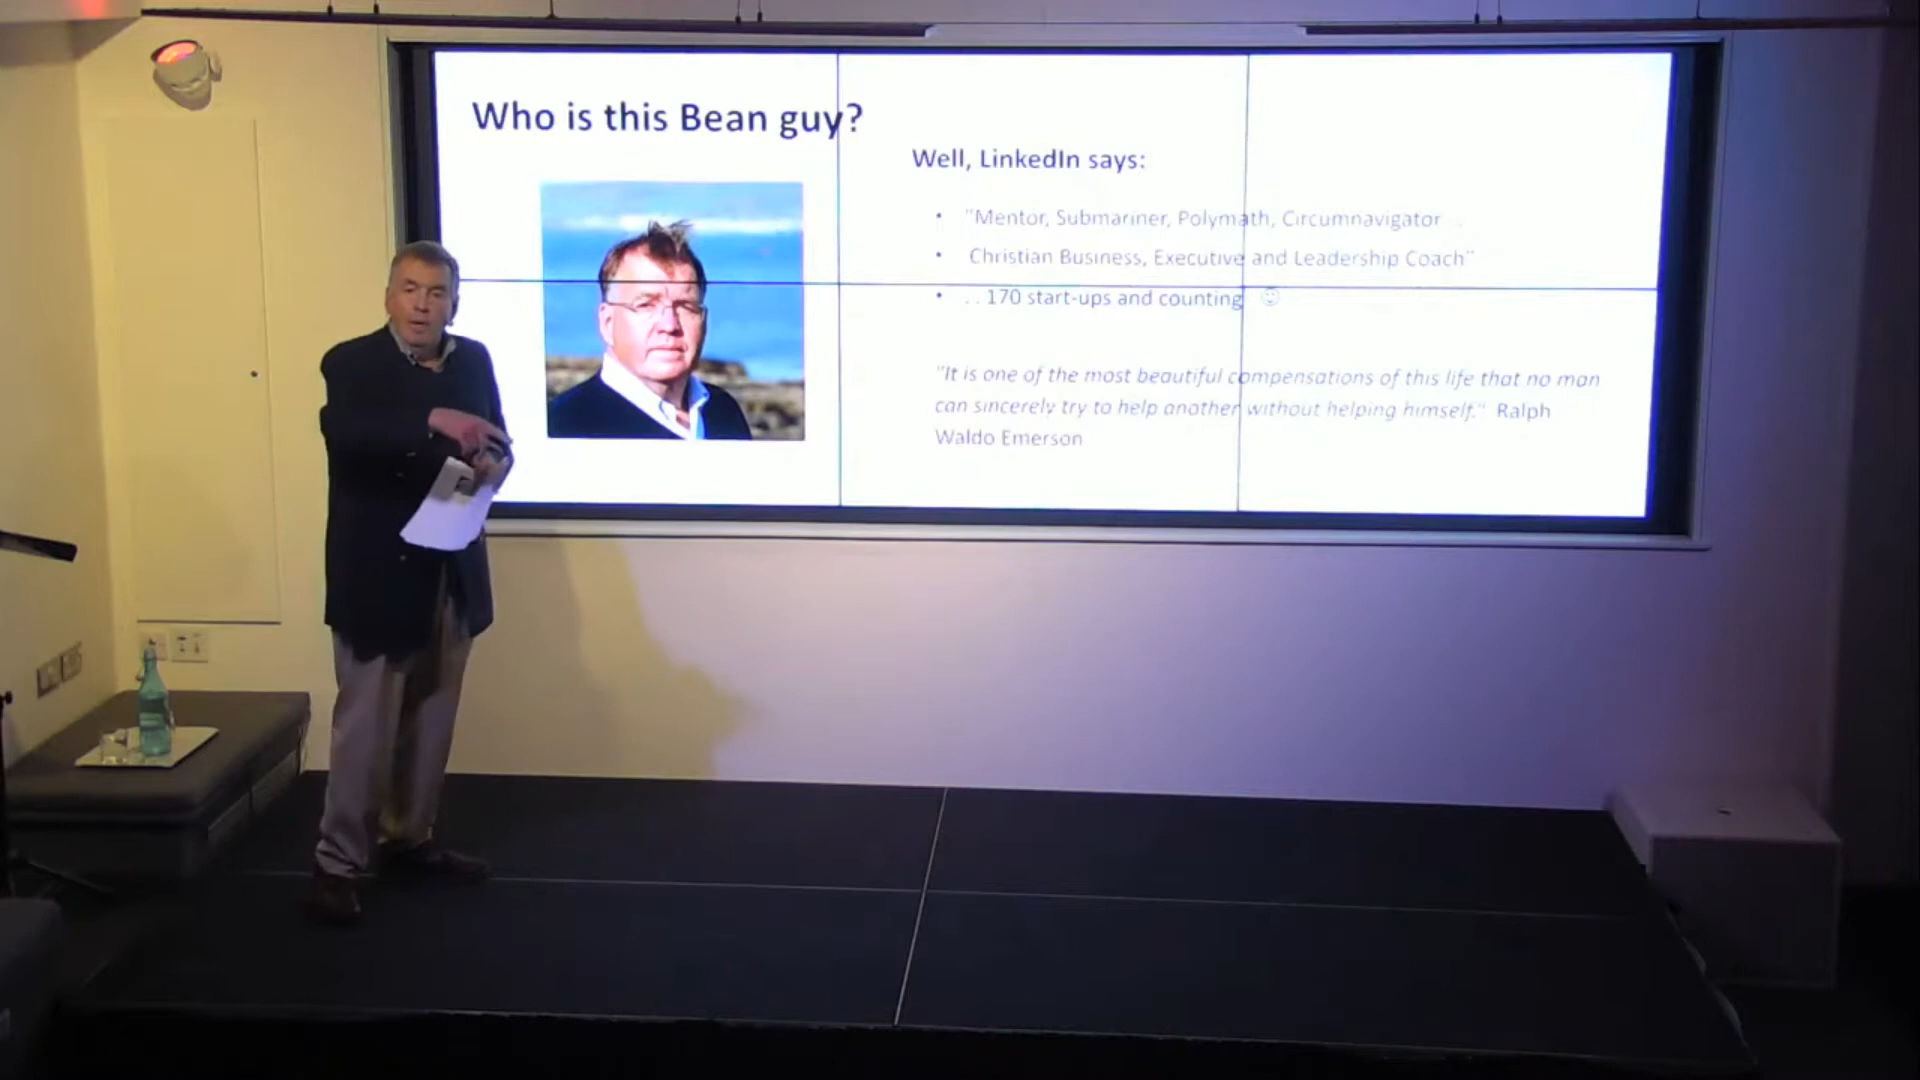 Who is this Bean guy?
Well, LinkedIn says:
• "Mentor, Submariner, Polymath, Circumnavigator ..
• Christian Business, Executive and Leadership Coach"
• . . 170 start-ups and counting ☺
"It is one of the most beautiful compensations of this life that no man
can sincerely try to help another without helping himself." Ralph
Waldo Emerson